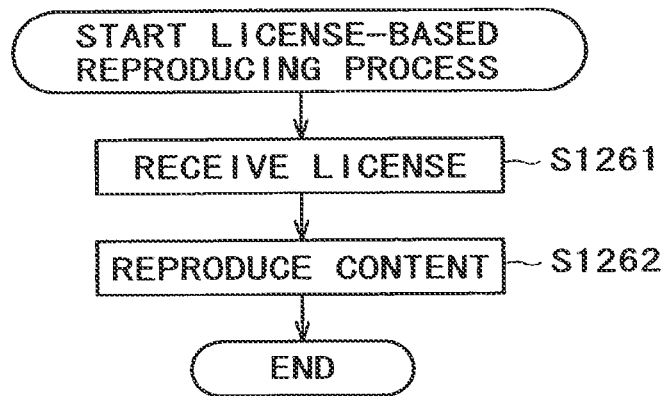 START LICENSE-BASED
REPRODUCING PROCESS
RECEIVE LICENSE S1261
REPRODUCE CONTENT S1262
END